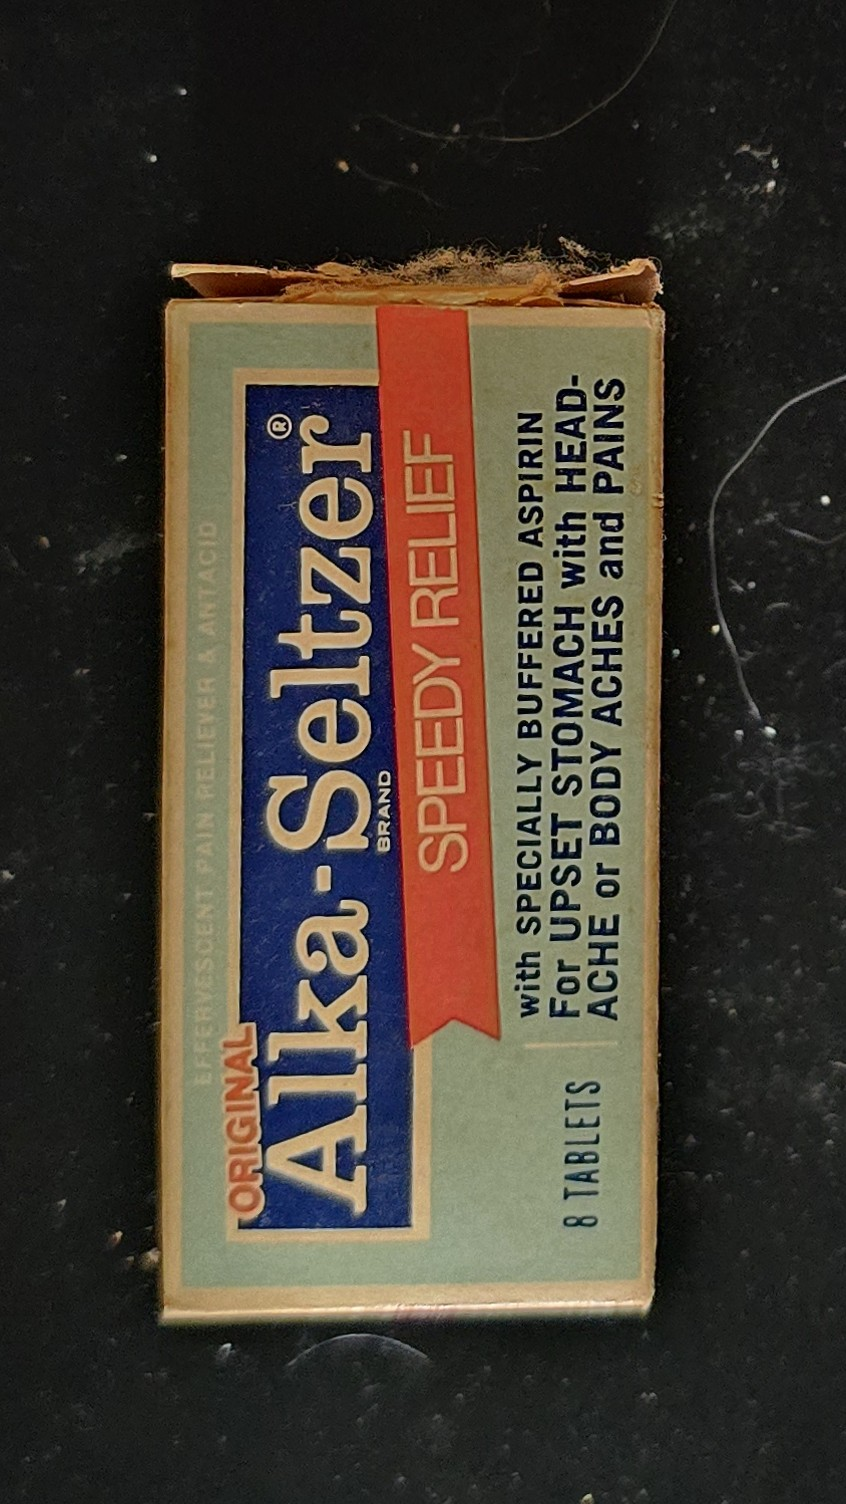 EFFERVESCENT PAIN RELIEVER & ANTACID
ORIGINAL
Alka-Seltzer®
BRAND
SPEEDY RELIEF
with SPECIALLY BUFFERED ASPIRIN
For UPSET STOMACH with HEAD-
ACHE or BODY ACHES and PAINS
8 TABLETS